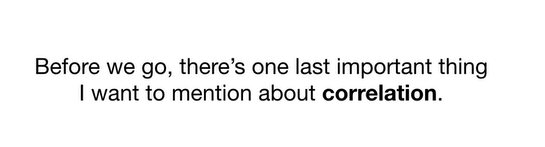 Before we go, there’s one last important thing
I want to mention about correlation.